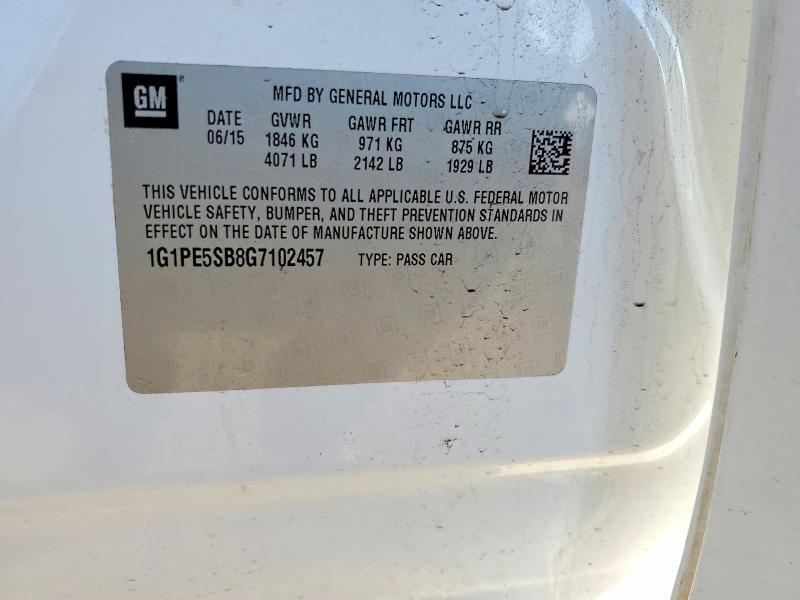 GM ® MFD BY GENERAL MOTORS LLC
DATE GVWR GAWR FRT GAWR RR
06/15 1846 KG 971 KG 875 KG
4071 LB 2142 LB 1929 LB
THIS VEHICLE CONFORMS TO ALL APPLICABLE U.S. FEDERAL MOTOR
VEHICLE SAFETY, BUMPER, AND THEFT PREVENTION STANDARDS IN
EFFECT ON THE DATE OF MANUFACTURE SHOWN ABOVE.
1G1PE5SB8G7102457 TYPE: PASS CAR